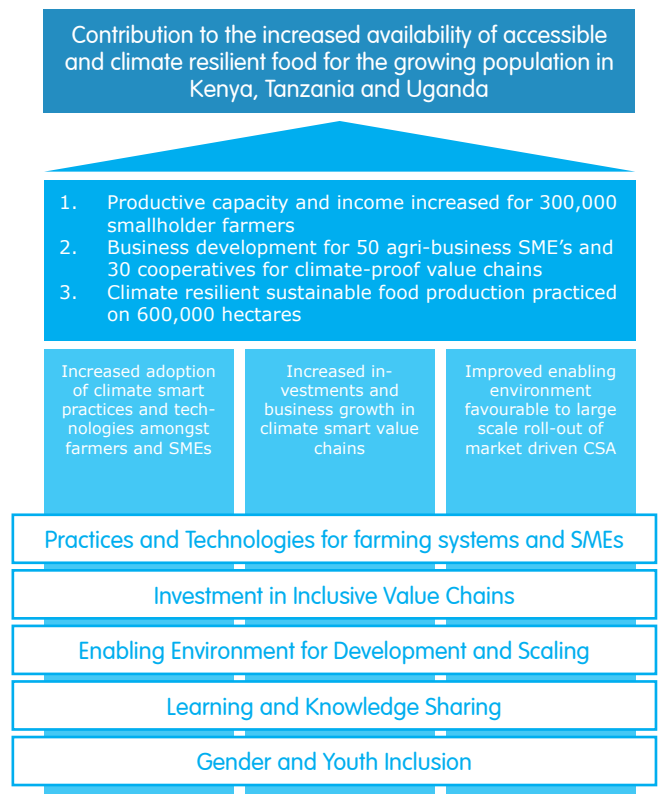 Contribution to the increased availability of accessible
and climate resilient food for the growing population in
Kenya, Tanzania and Uganda
1. Productive capacity and income increased for 300,000
smallholder farmers
2. Business development for 50 agri-business SME's and
30 cooperatives for climate-proof value chains
3. Climate resilient sustainable food production practiced
on 600,000 hectares
Increased adoption
of climate smart
practices and tech-
nologies amongst
farmers and SMEs
Increased in-
vestments and
business growth in
climate smart value
chains
Improved enabling
environment
favourable to large
scale roll-out of
market driven CSA
Practices and Technologies for farming systems and SMEs
Investment in Inclusive Value Chains
Enabling Environment for Development and Scaling
Learning and Knowledge Sharing
Gender and Youth Inclusion